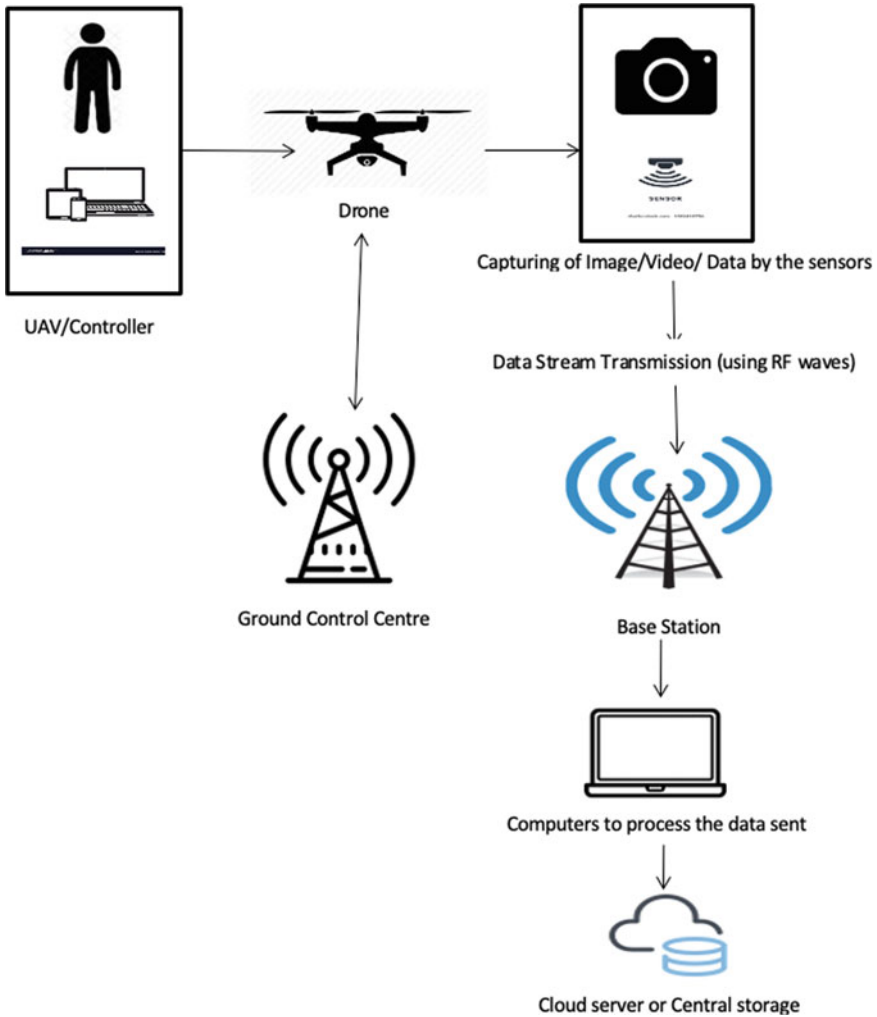 SENSOR
Drone
Capturing of Image/Video/ Data by the sensors
UAV/Controller
Data Stream Transmission (using RF waves)
Ground Control Centre
Base Station
Computers to process the data sent
Cloud server or Central storage